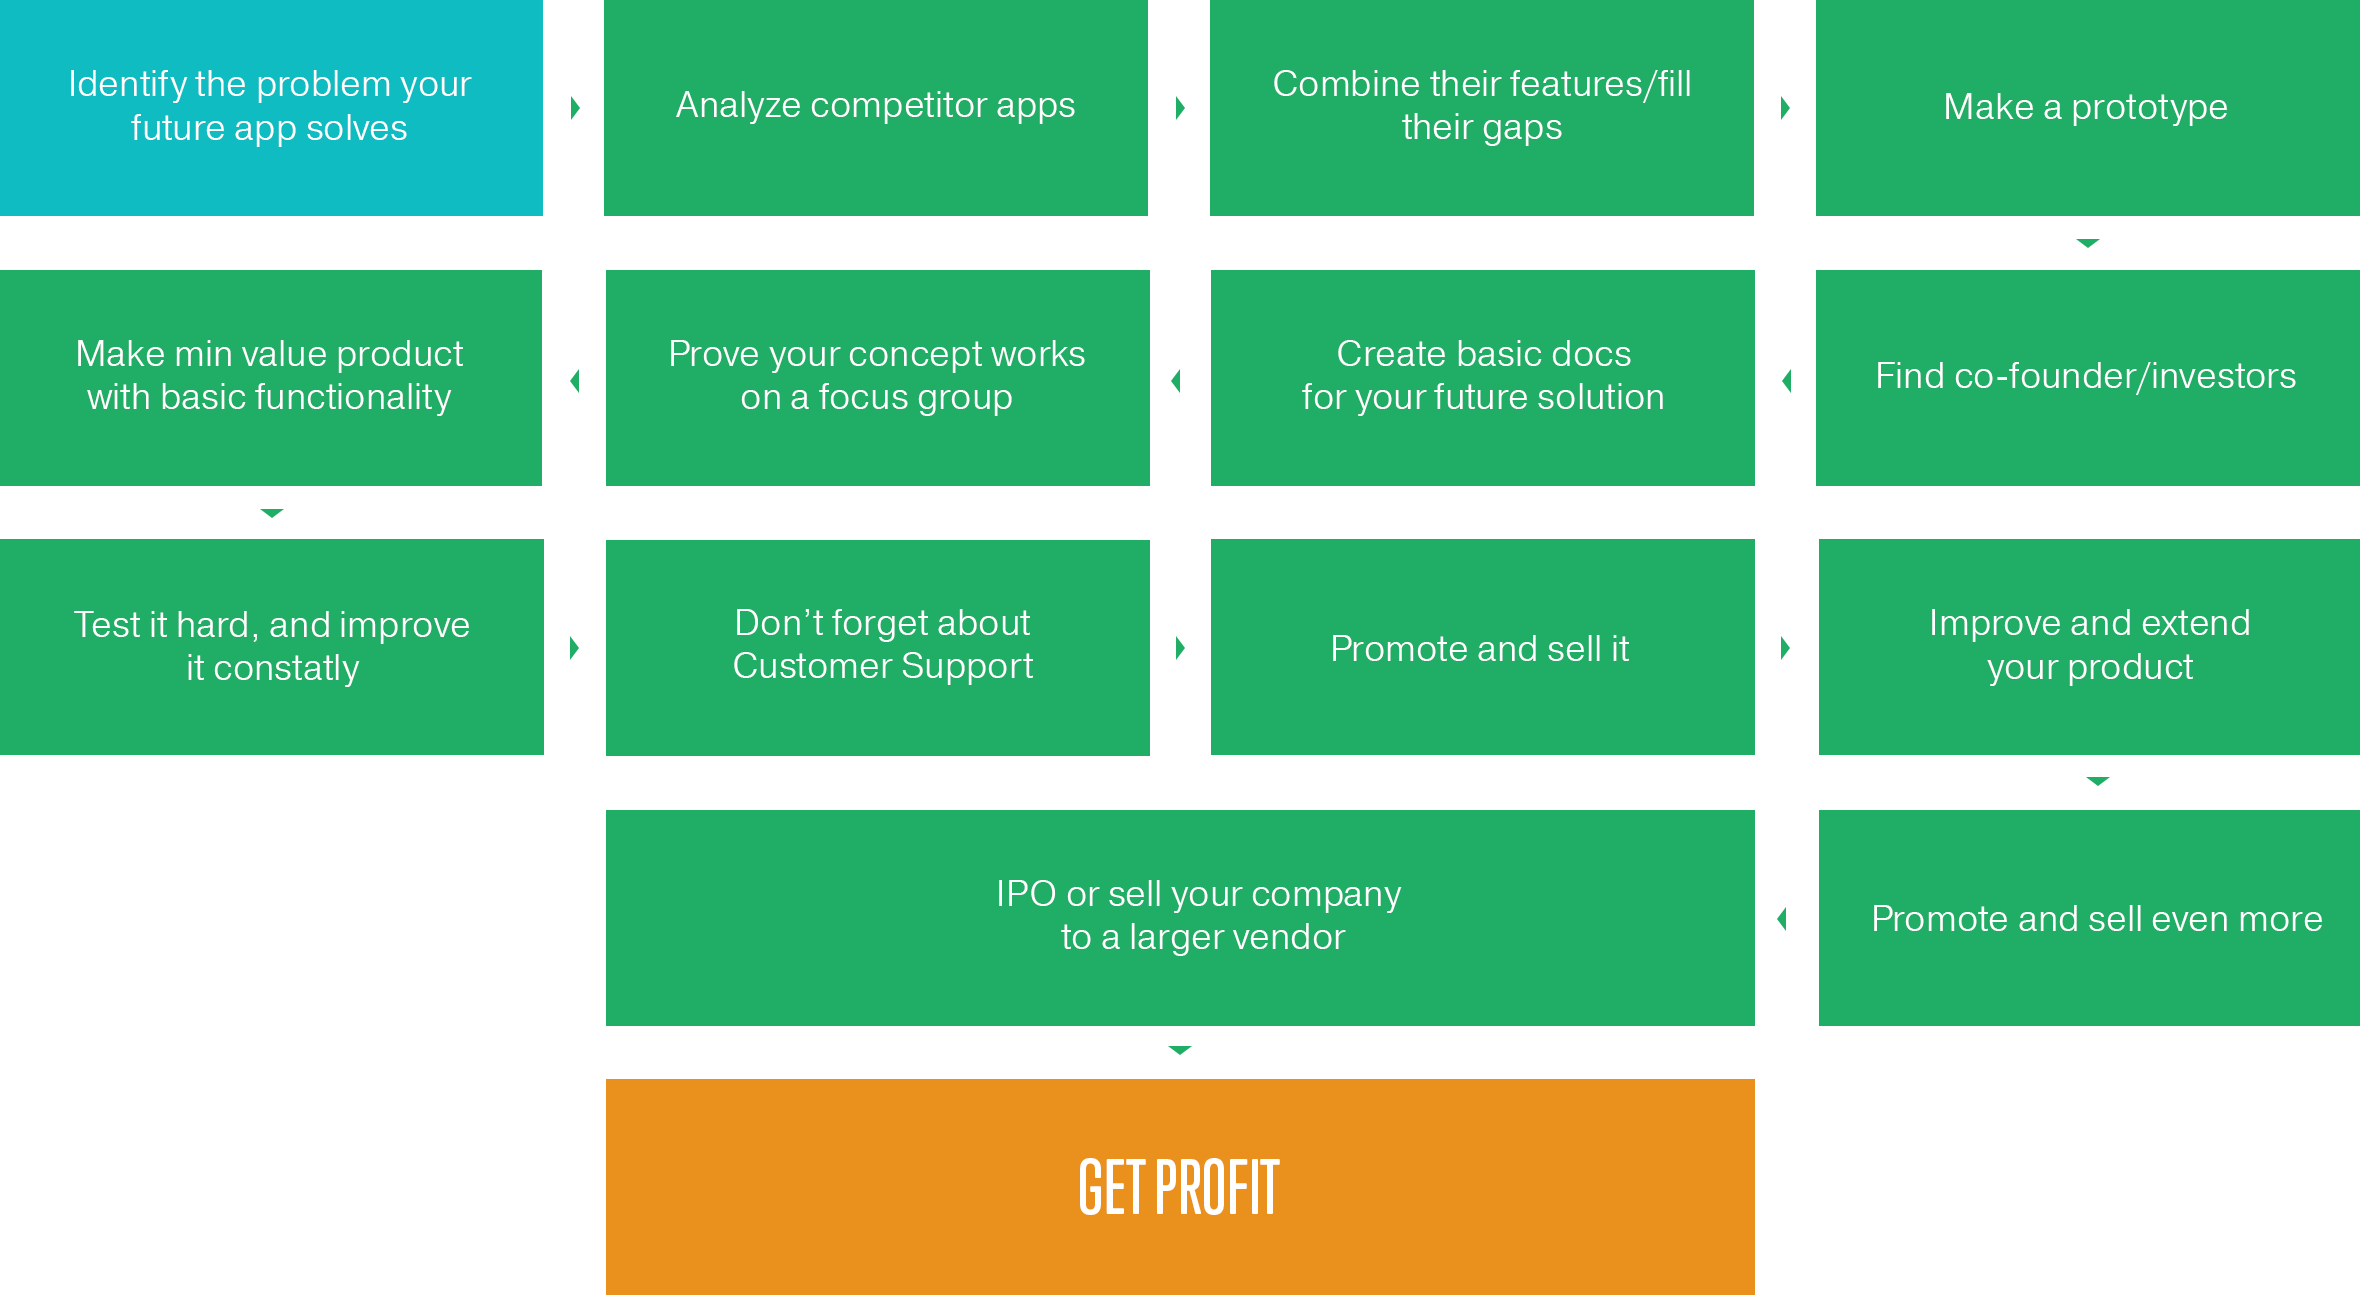 Identify the problem your
future app solves
Analyze competitor apps
Combine their features/fill
their gaps
Make a prototype
Find co-founder/investors
Create basic docs
for your future solution
Prove your concept works
on a focus group
Make min value product
with basic functionality
Test it hard, and improve
it constatly
Don’t forget about
Customer Support
Promote and sell it
Improve and extend
your product
Promote and sell even more
IPO or sell your company
to a larger vendor
GET PROFIT